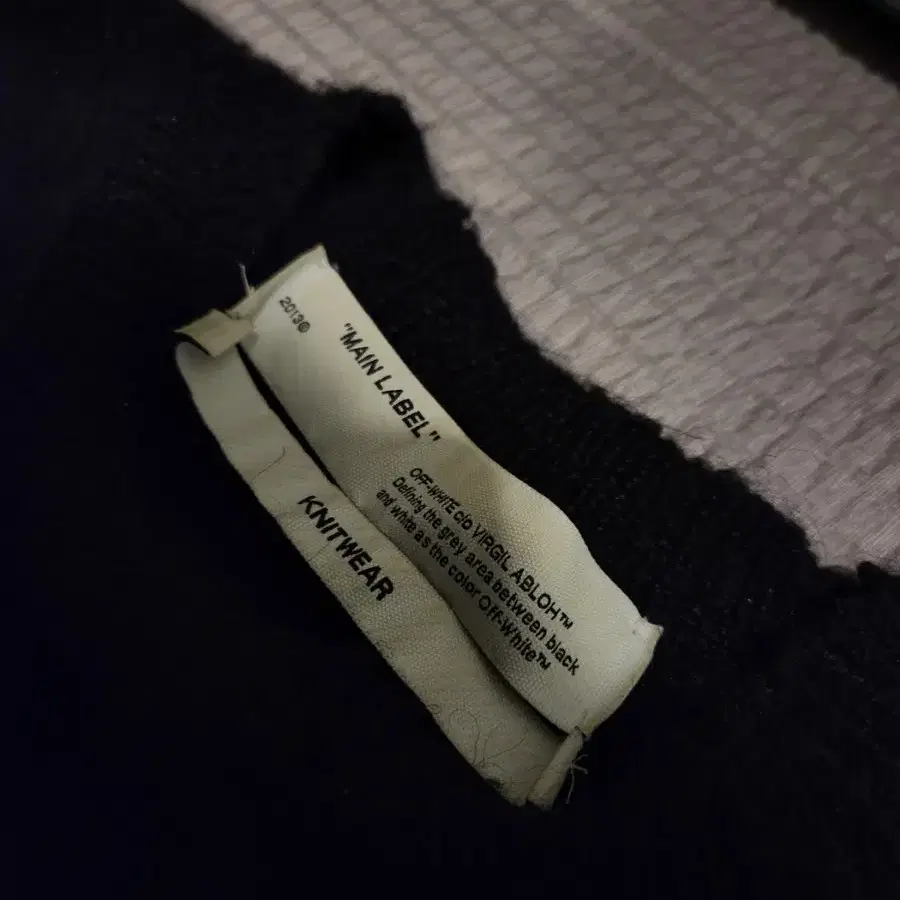 2013©
"MAIN LABEL"
OFF-WHITE c/o VIRGIL ABLOH™
Defining the grey area between black
and white as the color Off-White™
KNITWEAR